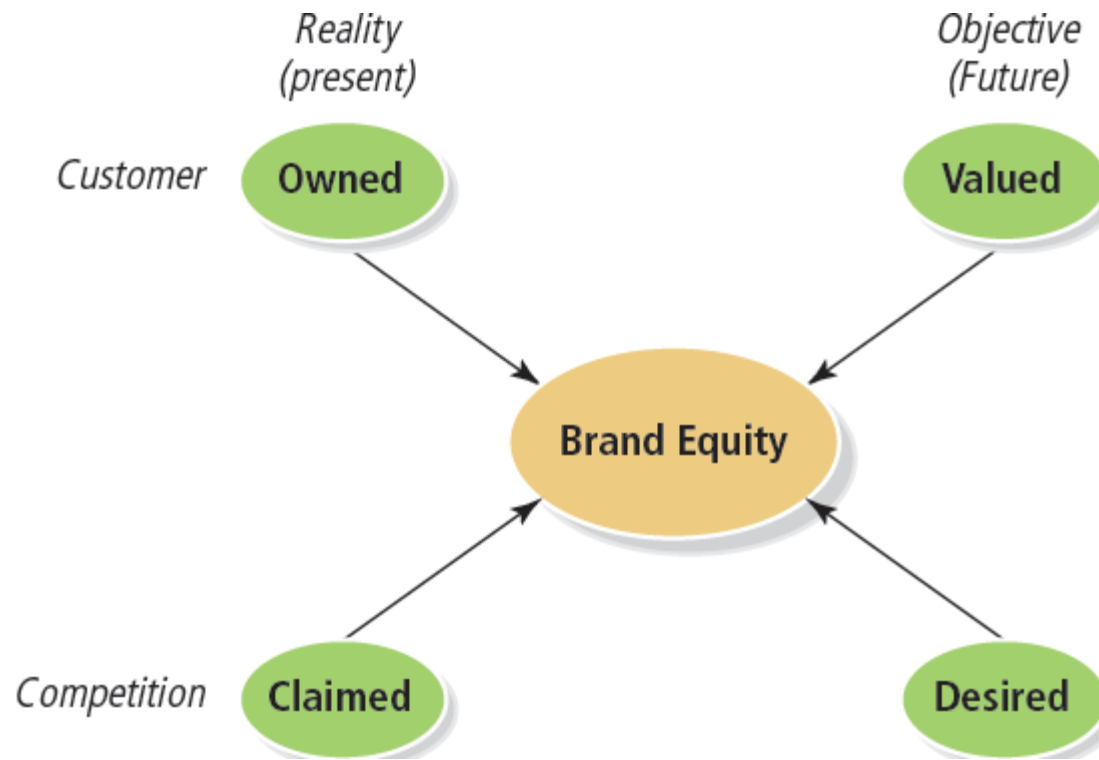 Reality
(present)
Objective
(Future)
Customer
Owned
Valued
Brand Equity
Competition
Claimed
Desired